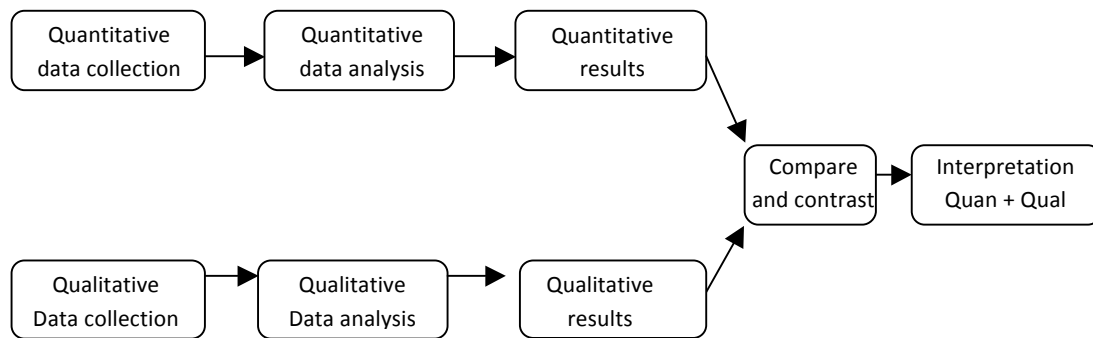 Quantitative
data collection
Quantitative
data analysis
Quantitative
results
Compare
and contrast
Interpretation
Quan + Qual
Qualitative
Data collection
Qualitative
Data analysis
Qualitative
results